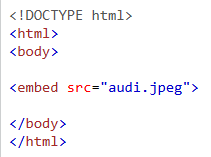 <!DOCTYPE html>
<html>
<body>
<embed src="audi.jpeg">
</body>
</html>